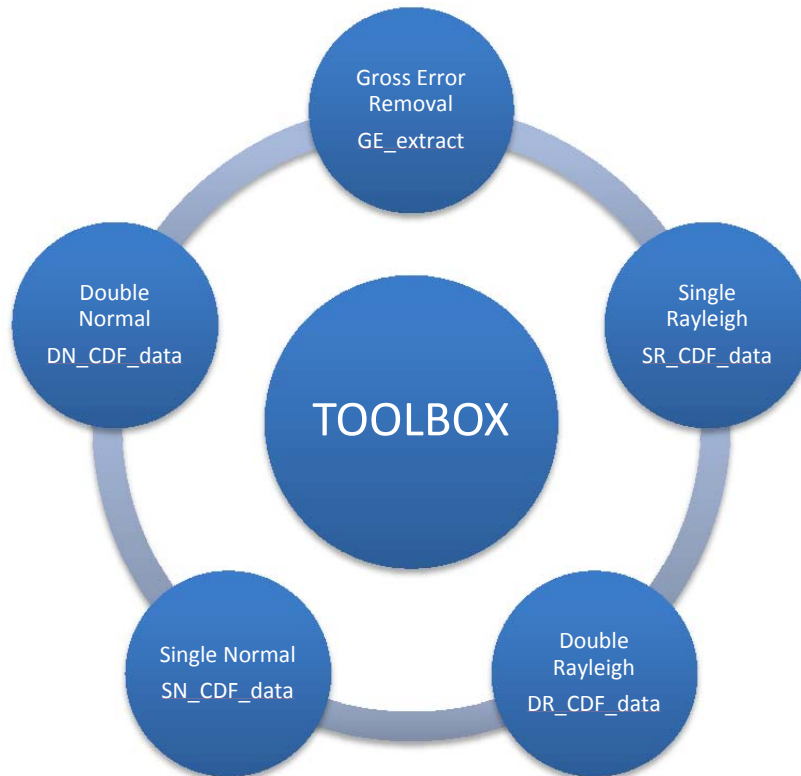 Gross Error
Removal
GE_extract
Double
Normal
DN_CDF_data
Single
Rayleigh
SR_CDF_data
TOOLBOX
Single Normal
SN_CDF_data
Double
Rayleigh
DR_CDF_data